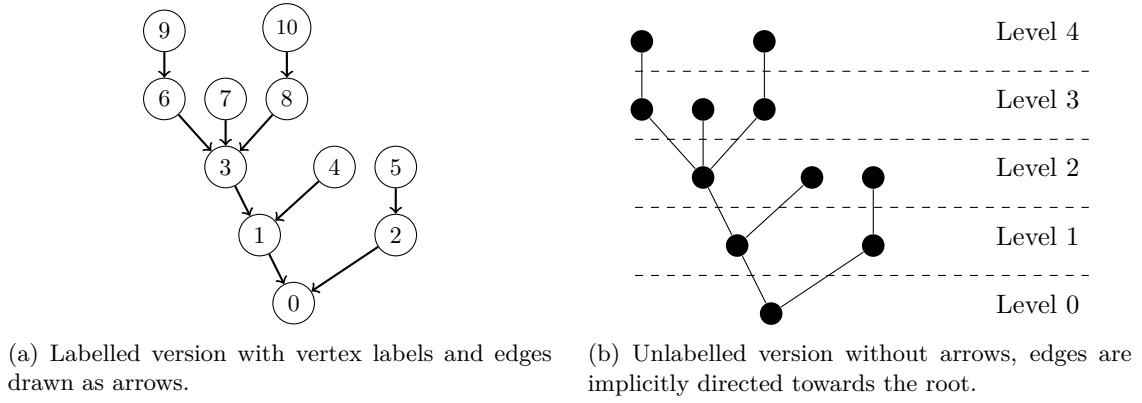 9
10
6
7
8
3
4
5
1
2
0
Level 4
Level 3
Level 2
Level 1
Level 0
(a) Labelled version with vertex labels and edges
drawn as arrows.
(b) Unlabelled version without arrows, edges are
implicitly directed towards the root.